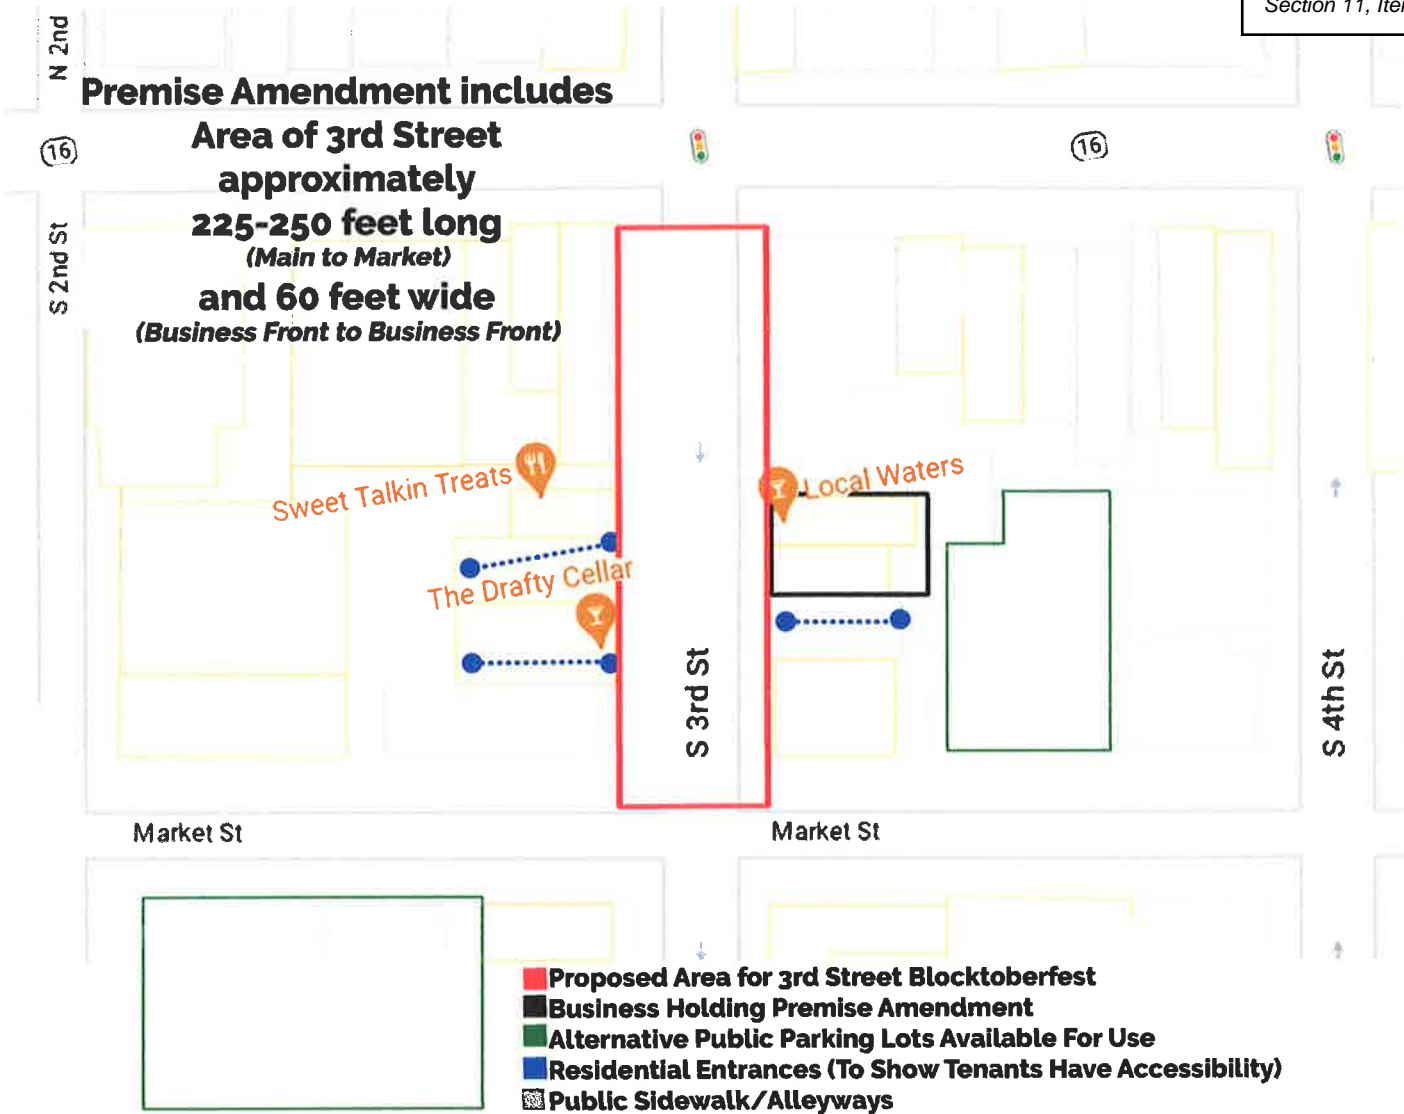 Section 11, Ite
N 2nd
Premise Amendment includes
Area of 3rd Street
approximately
225-250 feet long
(Main to Market)
and 60 feet wide
(Business Front to Business Front)
16
16
S 2nd St
Sweet Talkin Treats
Local Waters
The Drafty Cellar
S 3rd St
S 4th St
Market St
Market St
Proposed Area for 3rd Street Blocktoberfest
Business Holding Premise Amendment
Alternative Public Parking Lots Available For Use
Residential Entrances (To Show Tenants Have Accessibility)
Public Sidewalk/Alleyways